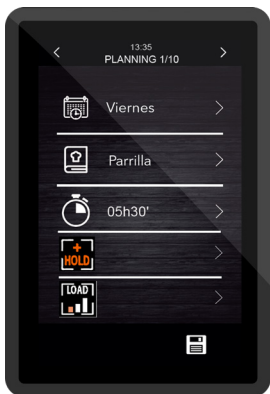 13:35
PLANNING 1/10
Viernes
Parrilla
05h30'
+
HOLD
LOAD